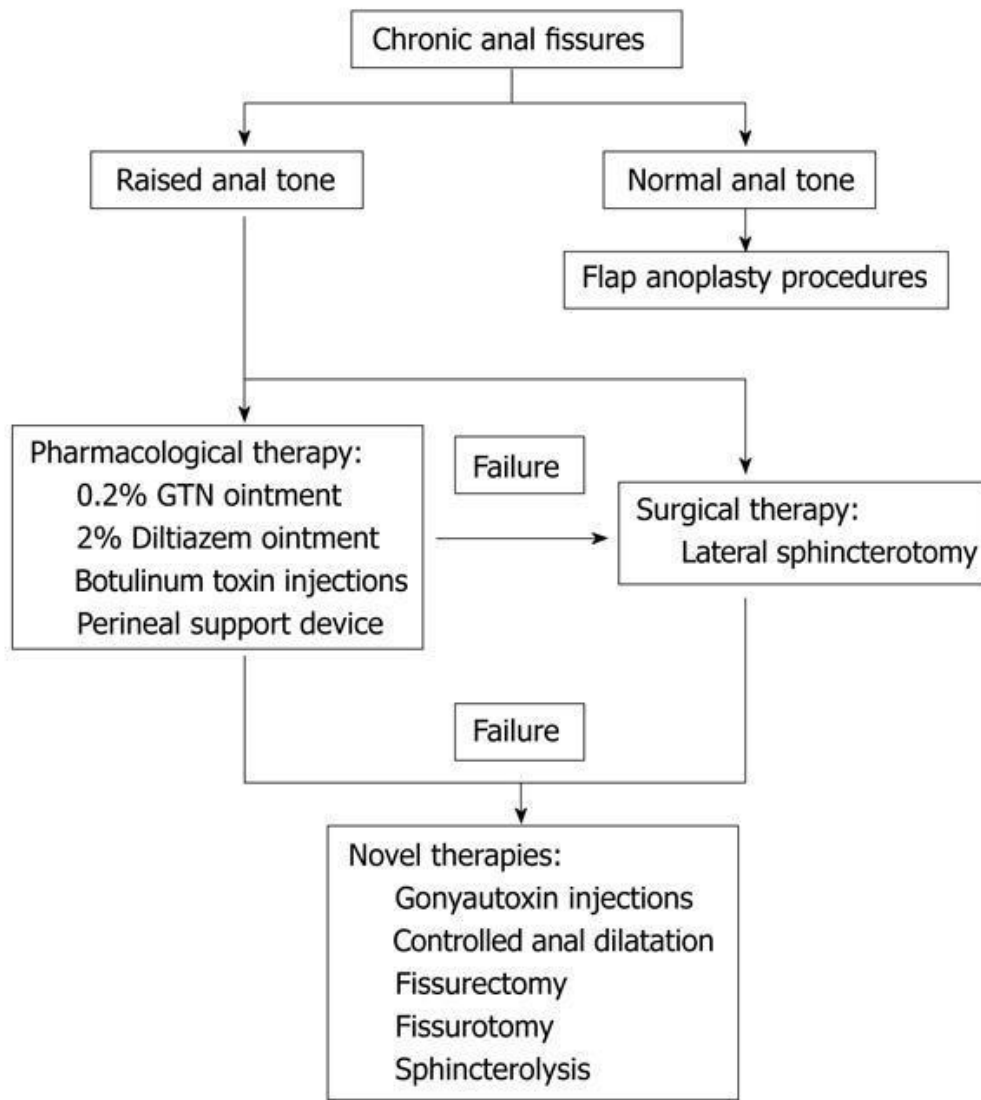 Chronic anal fissures
Raised anal tone
Normal anal tone
Flap anoplasty procedures
Pharmacological therapy:
0.2% GTN ointment
2% Diltiazem ointment
Botulinum toxin injections
Perineal support device
Failure
Surgical therapy:
Lateral sphincterotomy
Failure
Novel therapies:
Gonyautoxin injections
Controlled anal dilatation
Fissurectomy
Fissurotomy
Sphincterolysis